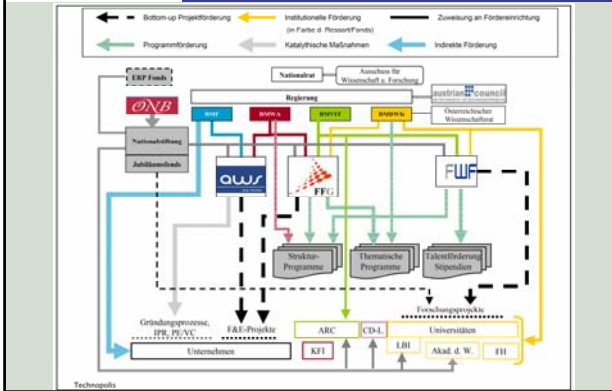 Bottom-up Projektförderung
Institutionelle Förderung
(in Farbe d. Ressort/Fonds)
Zuweisung an Fördereinrichtung
Programmförderung
Katalythische Maßnahmen
Indirekte Förderung
ERP Fonds
Nationalrat
Ausschuss für
Wissenschaft u. Forschung
Regierung
austrian council
ONB
BMF
BMWA
BMVIT
BMBWK
Österreichischer
Wissenschaftsrat
Nationalstiftung
Jubiläumsfonds
aws
FFG
FWF
Struktur-
Programme
Thematische
Programme
Talentförderung
Stipendien
Forschungsprojekte
Gründungsprozesse,
IPR, PE/VC
F&E-Projekte
ARC
CD-L
Universitäten
Unternehmen
KFI
LBI
Akad. d. W.
FH
Technopolis